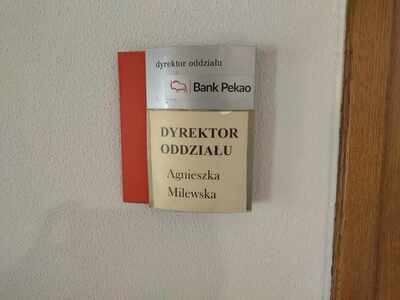 dyrektor oddziału
Bank Pekao
DYREKTOR
ODDZIAŁU
Agnieszka
Milewska